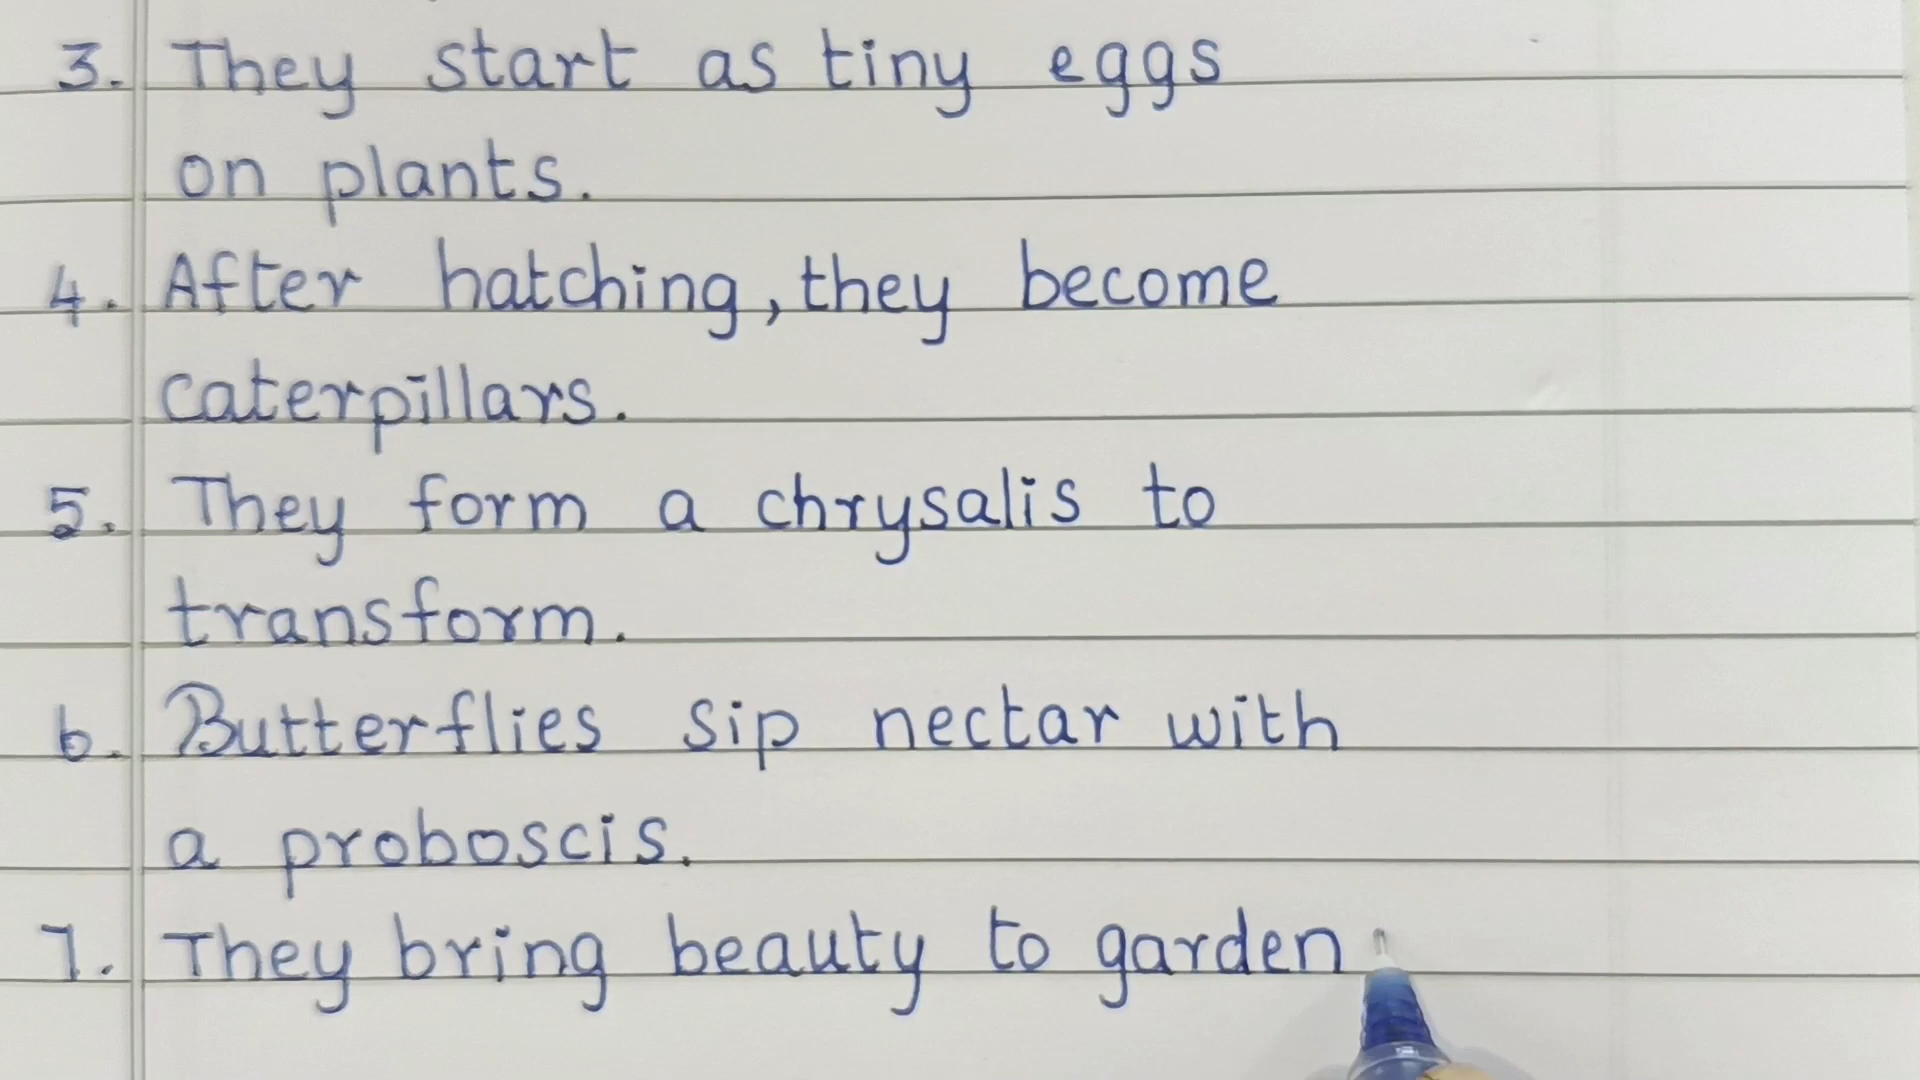 3. They start as tiny eggs
on plants.
4. After hatching, they become
caterpillars.
5. They form a chrysalis to
transform.
6. Butterflies sip nectar with
a proboscis.
7. They bring beauty to garden